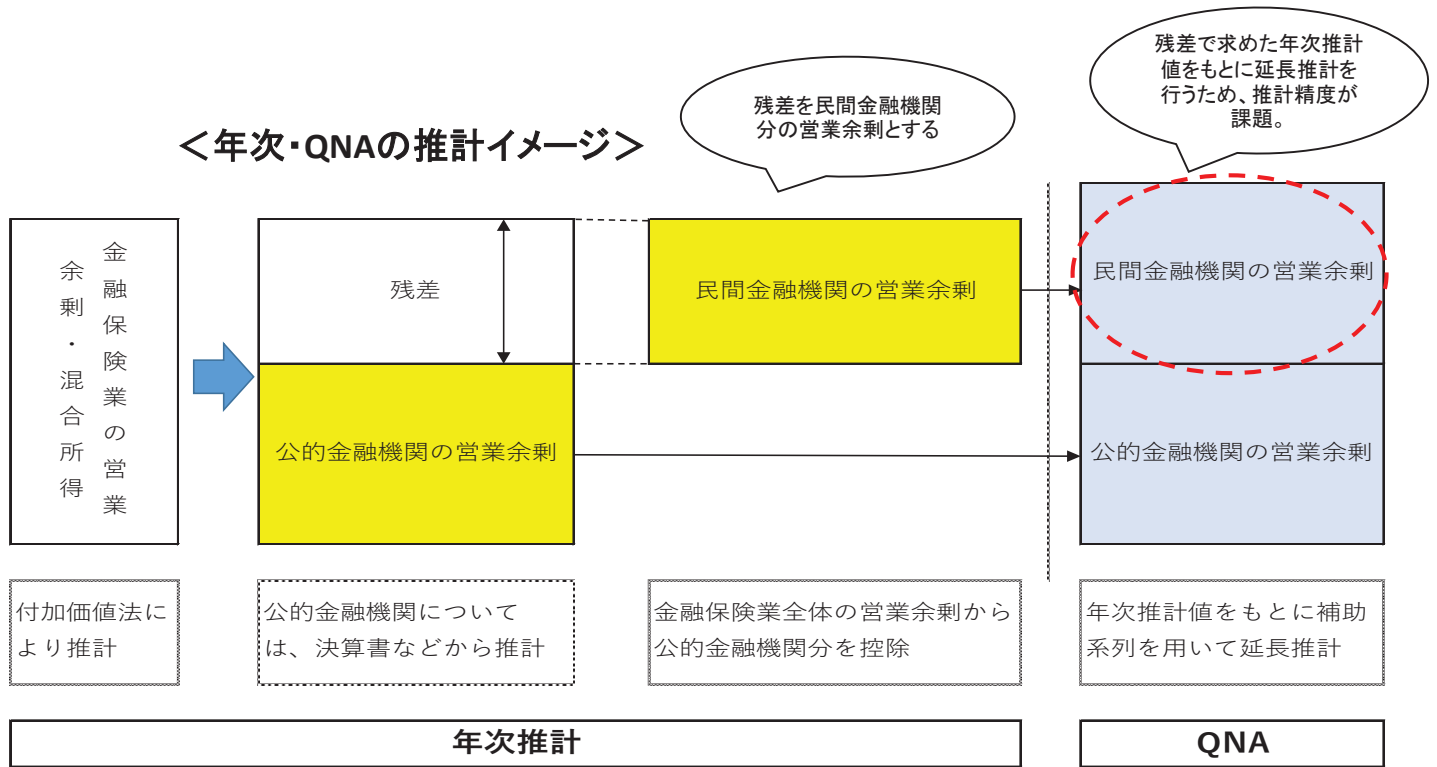 ＜年次・QNAの推計イメージ＞
残差を民間金融機関
分の営業余剰とする
残差で求めた年次推計
値をもとに延長推計を
行うため、推計精度が
課題。
金融保険業の営業
余剰・混合所得
残差
民間金融機関の営業余剰
民間金融機関の営業余剰
公的金融機関の営業余剰
公的金融機関の営業余剰
付加価値法に
より推計
公的金融機関について
は、決算書などから推計
金融保険業全体の営業余剰から
公的金融機関分を控除
年次推計値をもとに補助
系列を用いて延長推計
年次推計
QNA